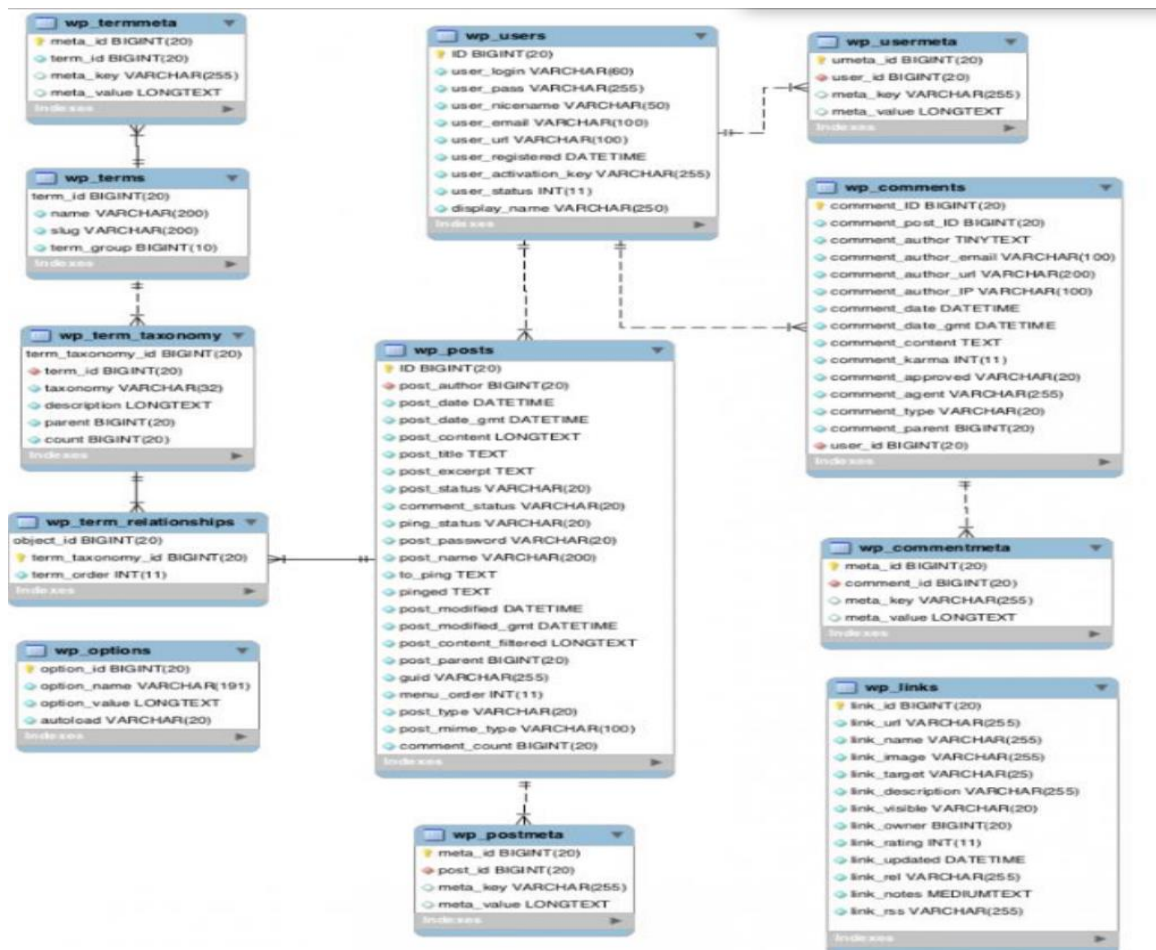 wp_termmeta
meta_id BIGINT(20)
term_id BIGINT(20)
meta_key VARCHAR(255)
meta_value LONGTEXT
Indexes
wp_terms
term_id BIGINT(20)
name VARCHAR(200)
slug VARCHAR(200)
term_group BIGINT(10)
Indexes
wp_term_taxonomy
term_taxonomy_id BIGINT(20)
term_id BIGINT(20)
taxonomy VARCHAR(32)
description LONGTEXT
parent BIGINT(20)
count BIGINT(20)
Indexes
wp_term_relationships
object_id BIGINT(20)
term_taxonomy_id BIGINT(20)
term_order INT(11)
Indexes
wp_options
option_id BIGINT(20)
option_name VARCHAR(191)
option_value LONGTEXT
autoload VARCHAR(20)
Indexes
wp_users
ID BIGINT(20)
user_login VARCHAR(60)
user_pass VARCHAR(255)
user_nicename VARCHAR(50)
user_email VARCHAR(100)
user_url VARCHAR(100)
user_registered DATETIME
user_activation_key VARCHAR(255)
user_status INT(11)
display_name VARCHAR(250)
Indexes
wp_posts
ID BIGINT(20)
post_author BIGINT(20)
post_date DATETIME
post_date_gmt DATETIME
post_content LONGTEXT
post_title TEXT
post_excerpt TEXT
post_status VARCHAR(20)
comment_status VARCHAR(20)
ping_status VARCHAR(20)
post_password VARCHAR(20)
post_name VARCHAR(200)
to_ping TEXT
pinged TEXT
post_modified DATETIME
post_modified_gmt DATETIME
post_content_filtered LONGTEXT
post_parent BIGINT(20)
guid VARCHAR(255)
menu_order INT(11)
post_type VARCHAR(20)
post_mime_type VARCHAR(100)
comment_count BIGINT(20)
Indexes
wp_postmeta
meta_id BIGINT(20)
post_id BIGINT(20)
meta_key VARCHAR(255)
meta_value LONGTEXT
Indexes
wp_usermeta
umeta_id BIGINT(20)
user_id BIGINT(20)
meta_key VARCHAR(255)
meta_value LONGTEXT
Indexes
wp_comments
comment_ID BIGINT(20)
comment_post_ID BIGINT(20)
comment_author TINYTEXT
comment_author_email VARCHAR(100)
comment_author_url VARCHAR(200)
comment_author_IP VARCHAR(100)
comment_date DATETIME
comment_date_gmt DATETIME
comment_content TEXT
comment_karma INT(11)
comment_approved VARCHAR(20)
comment_agent VARCHAR(255)
comment_type VARCHAR(20)
comment_parent BIGINT(20)
user_id BIGINT(20)
Indexes
wp_commentmeta
meta_id BIGINT(20)
comment_id BIGINT(20)
meta_key VARCHAR(255)
meta_value LONGTEXT
Indexes
wp_links
link_id BIGINT(20)
link_url VARCHAR(255)
link_name VARCHAR(255)
link_image VARCHAR(255)
link_target VARCHAR(25)
link_description VARCHAR(255)
link_visible VARCHAR(20)
link_owner BIGINT(20)
link_rating INT(11)
link_updated DATETIME
link_rel VARCHAR(255)
link_notes MEDIUMTEXT
link_rss VARCHAR(255)
Indexes